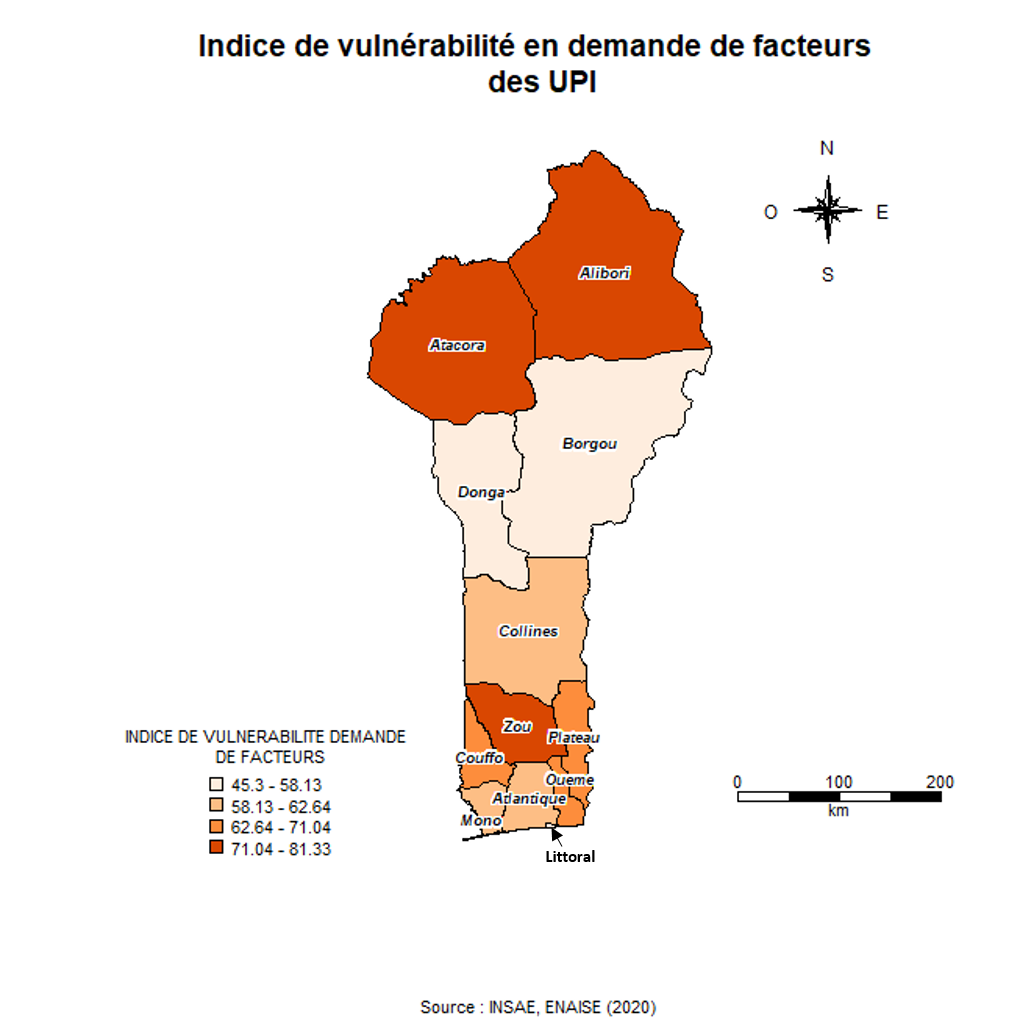 Indice de vulnérabilité en demande de facteurs
des UPI
N
O
E
S
Alibori
Atacora
Borgou
Donga
Collines
Zou
Plateau
Couffo
Oueme
Atlantique
Mono
Littoral
INDICE DE VULNERABILITE DEMANDE
DE FACTEURS
45.3 - 58.13
58.13 - 62.64
62.64 - 71.04
71.04 - 81.33
0 100 200
km
Source : INSAE, ENAISE (2020)